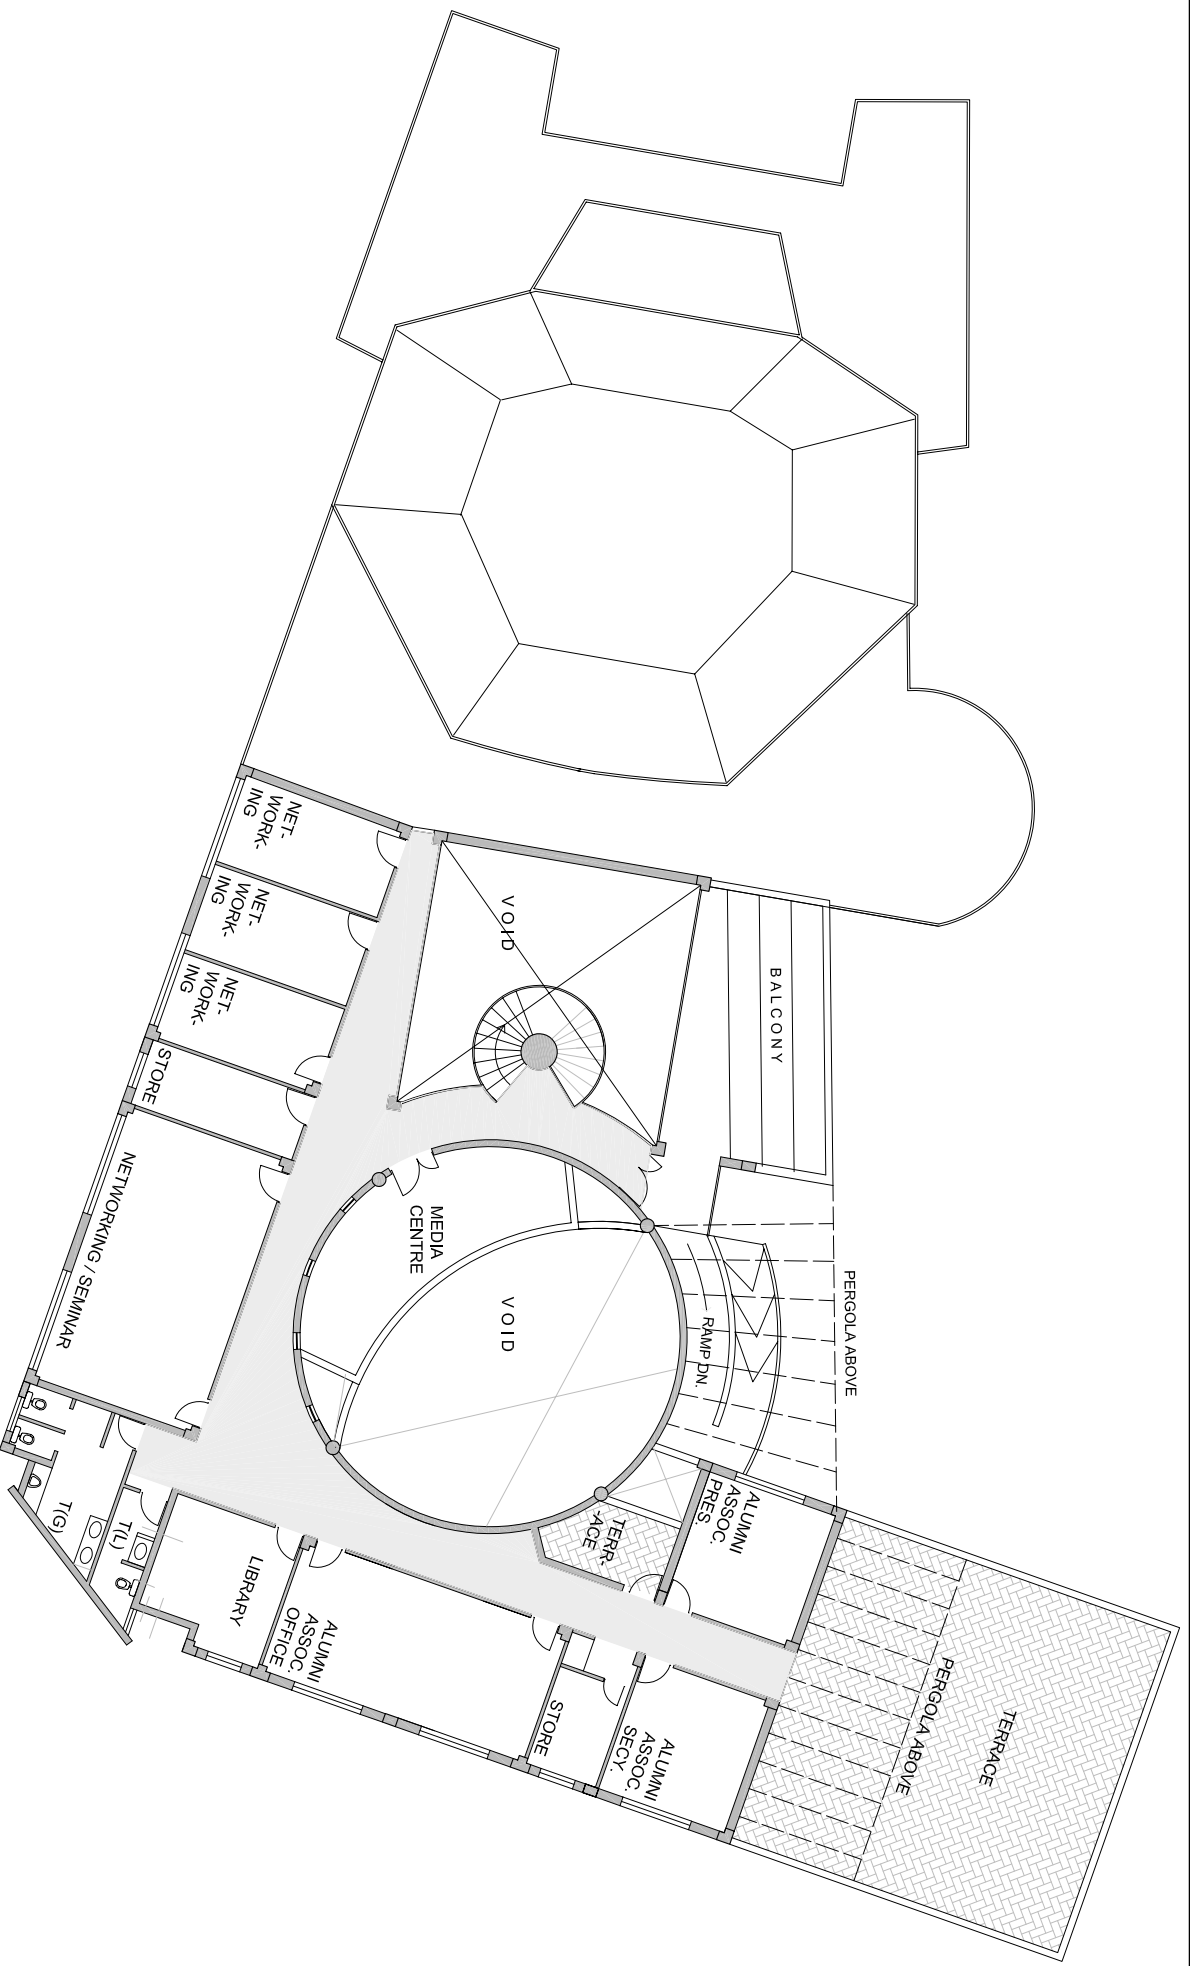 NET-
WORK-
ING
NET-
WORK-
ING
NET-
WORK-
ING
STORE
NETWORKING / SEMINAR
VOID
BALCONY
MEDIA
CENTRE
VOID
RAMP DN.
PERGOLA ABOVE
T(G)
T(L)
LIBRARY
ALUMNI
ASSOC.
OFFICE
TERR-
ACE
ALUMNI
ASSOC.
PRES.
STORE
ALUMNI
ASSOC.
SECY.
PERGOLA ABOVE
TERRACE